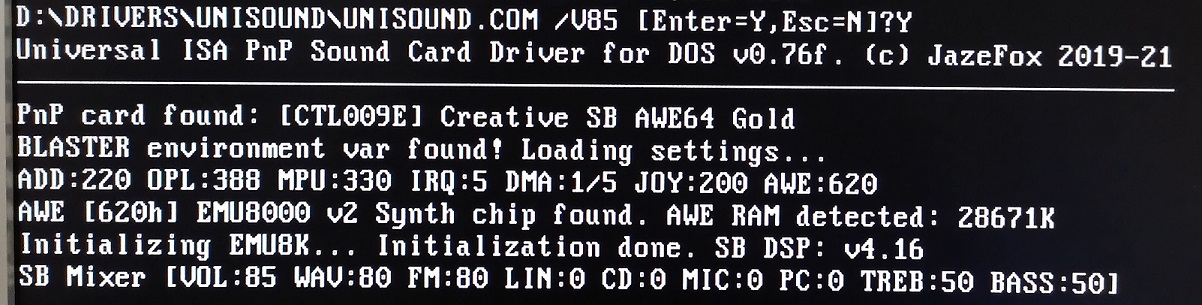 D:\DRIVERS\UNISOUND\UNISOUND.COM /V85 [Enter=Y,Esc=N]?Y
Universal ISA PnP Sound Card Driver for DOS v0.76f. (c) JazeFox 2019-21
PnP card found: [CTL009E] Creative SB AWE64 Gold
BLASTER environment var found! Loading settings...
ADD:220 OPL:388 MPU:330 IRQ:5 DMA:1/5 JOY:200 AWE:620
AWE [620h] EMU8000 v2 Synth chip found. AWE RAM detected: 28671K
Initializing EMU8K... Initialization done. SB DSP: v4.16
SB Mixer [VOL:85 WAV:80 FM:80 LIN:0 CD:0 MIC:0 PC:0 TREB:50 BASS:50]